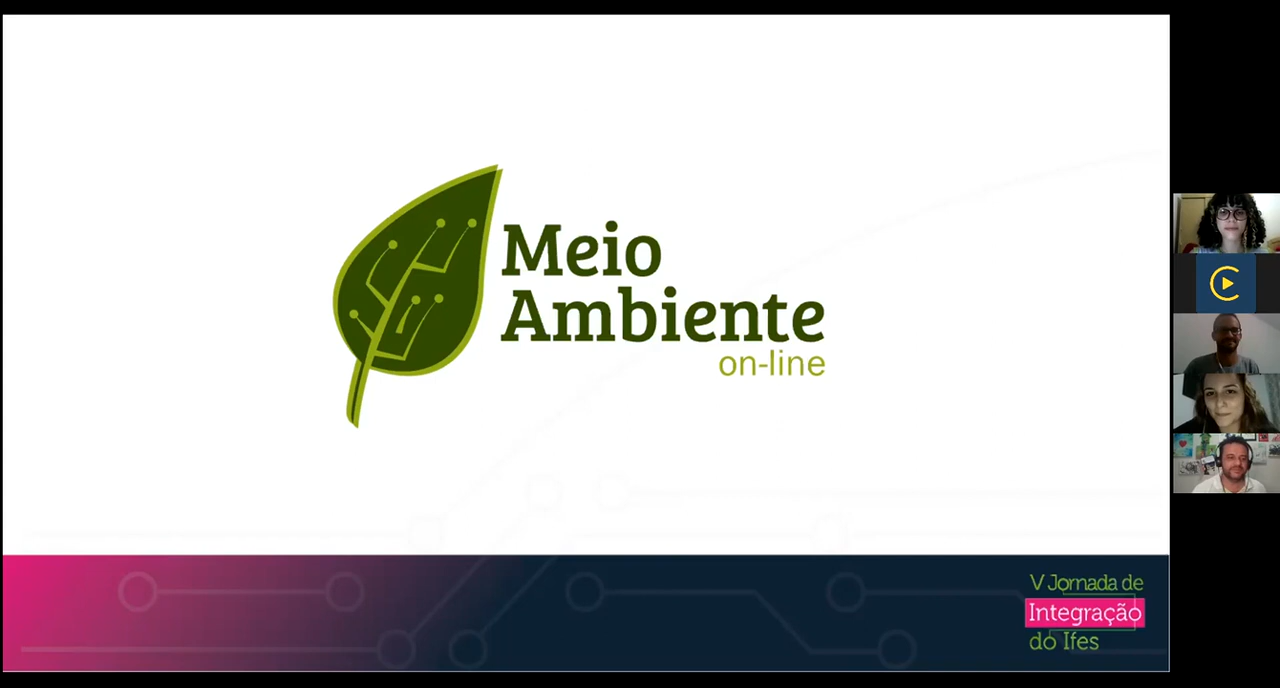 Meio
Ambiente
on-line
V Jornada de
Integração
do Ifes